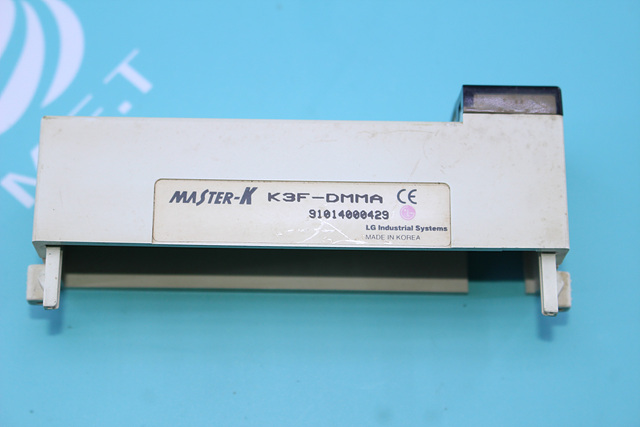 MASTER-K K3F-DMMA CE
91014000429
LG Industrial Systems
MADE IN KOREA